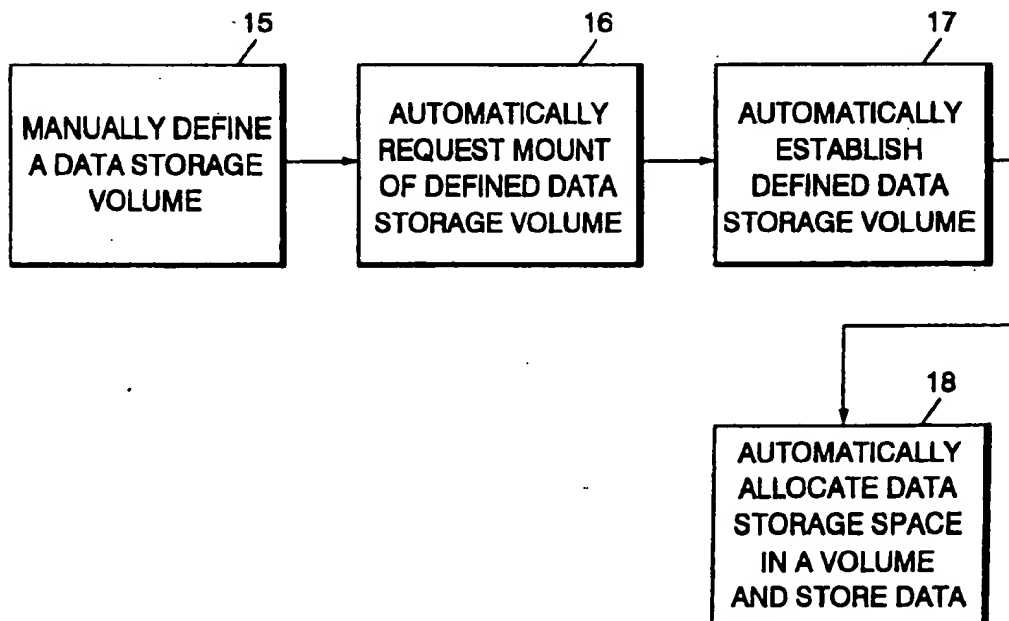 15
MANUALLY DEFINE
A DATA STORAGE
VOLUME
16
AUTOMATICALLY
REQUEST MOUNT
OF DEFINED DATA
STORAGE VOLUME
17
AUTOMATICALLY
ESTABLISH
DEFINED DATA
STORAGE VOLUME
18
AUTOMATICALLY
ALLOCATE DATA
STORAGE SPACE
IN A VOLUME
AND STORE DATA